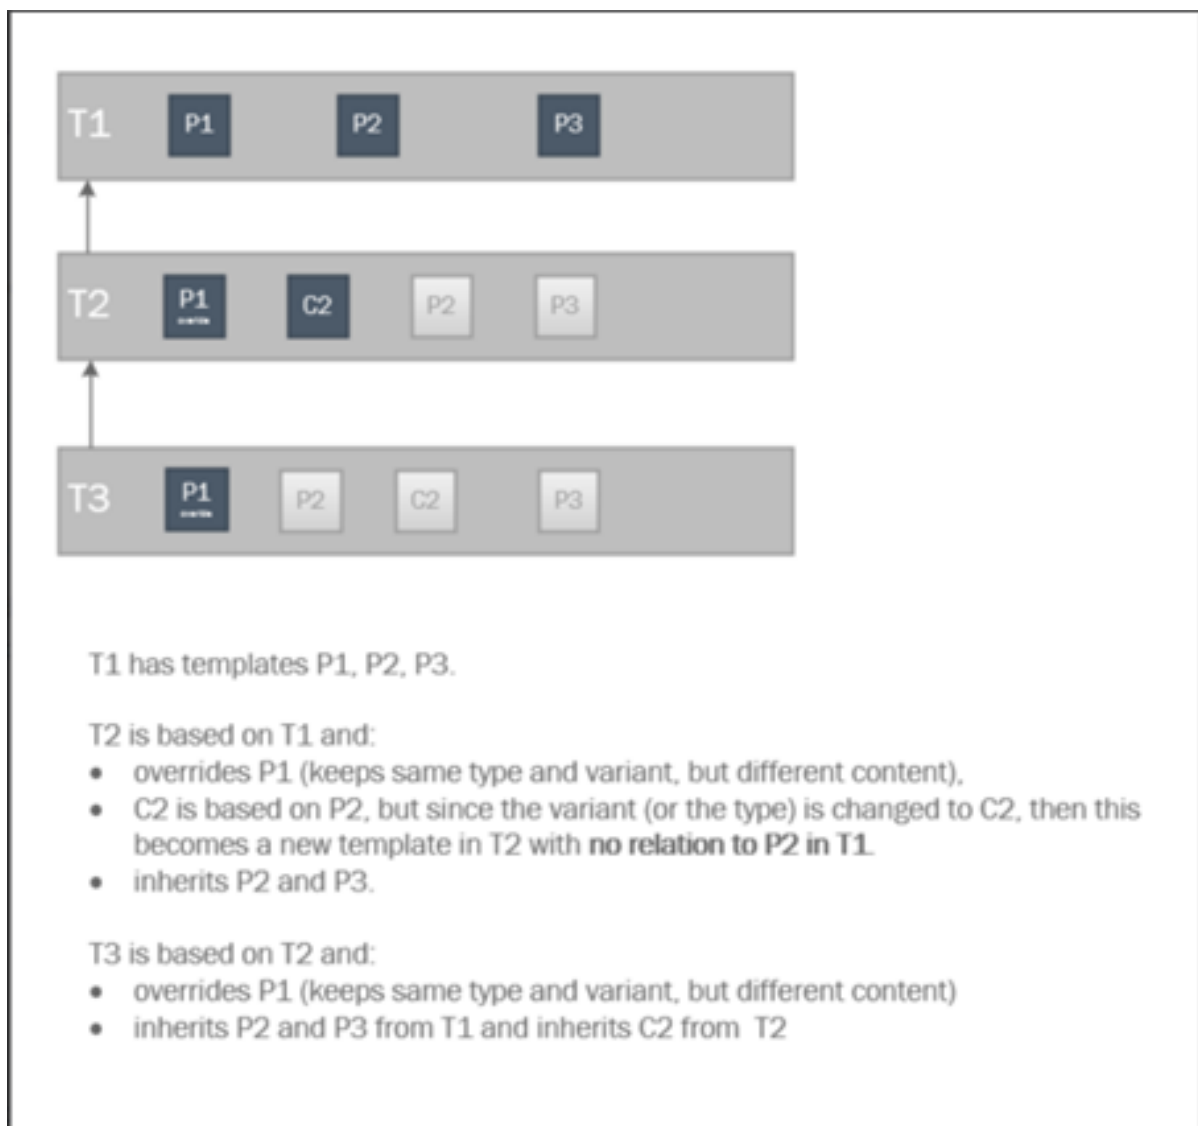 T1 P1 P2 P3
T2 P1 C2 P2 P3
override
T3 P1 P2 C2 P3
override
T1 has templates P1, P2, P3.
T2 is based on T1 and:
• overrides P1 (keeps same type and variant, but different content),
• C2 is based on P2, but since the variant (or the type) is changed to C2, then this
becomes a new template in T2 with no relation to P2 in T1.
• inherits P2 and P3.
T3 is based on T2 and:
• overrides P1 (keeps same type and variant, but different content)
• inherits P2 and P3 from T1 and inherits C2 from T2